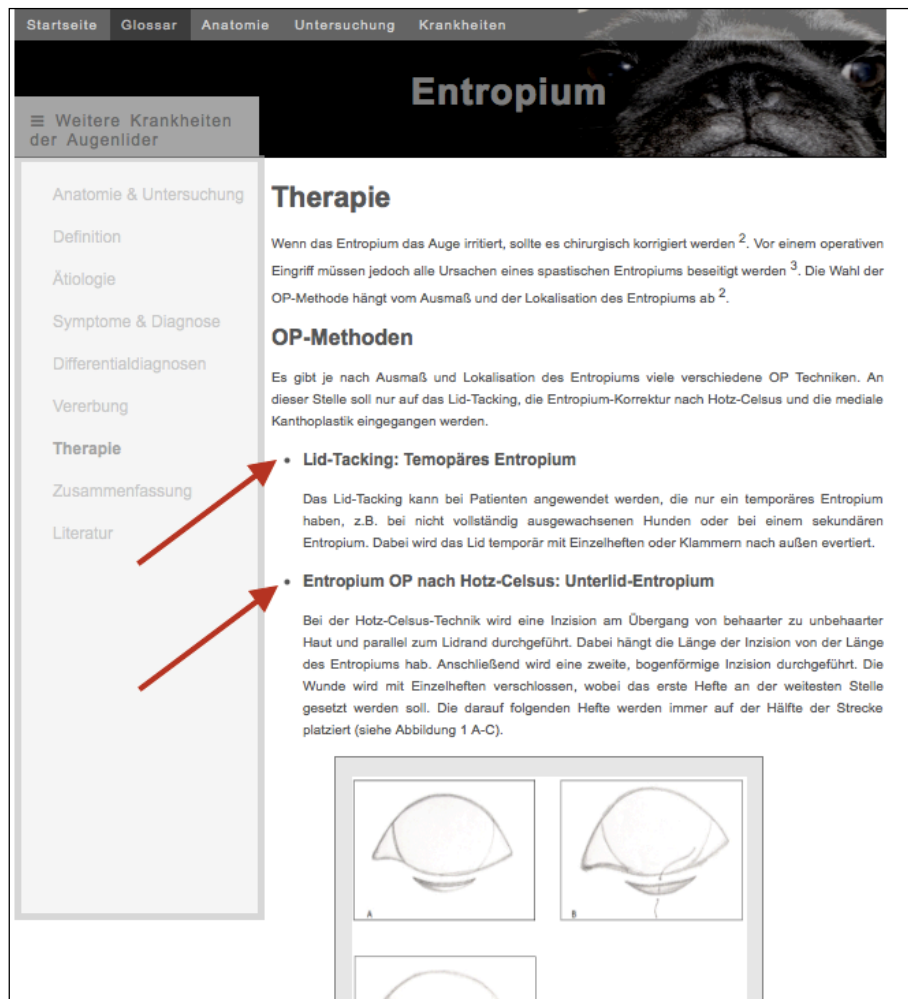 Startseite Glossar Anatomie Untersuchung Krankheiten
Entropium
≡ Weitere Krankheiten
der Augenlider
Anatomie & Untersuchung
Definition
Ätiologie
Symptome & Diagnose
Differentialdiagnosen
Vererbung
Therapie
Zusammenfassung
Literatur
Therapie
Wenn das Entropium das Auge irritiert, sollte es chirurgisch korrigiert werden 2. Vor einem operativen
Eingriff müssen jedoch alle Ursachen eines spastischen Entropiums beseitigt werden 3. Die Wahl der
OP-Methode hängt vom Ausmaß und der Lokalisation des Entropiums ab 2.
OP-Methoden
Es gibt je nach Ausmaß und Lokalisation des Entropiums viele verschiedene OP Techniken. An
dieser Stelle soll nur auf das Lid-Tacking, die Entropium-Korrektur nach Hotz-Celsus und die mediale
Kanthoplastik eingegangen werden.
• Lid-Tacking: Temopäres Entropium
Das Lid-Tacking kann bei Patienten angewendet werden, die nur ein temporäres Entropium
haben, z.B. bei nicht vollständig ausgewachsenen Hunden oder bei einem sekundären
Entropium. Dabei wird das Lid temporär mit Einzelheften oder Klammern nach außen evertiert.
• Entropium OP nach Hotz-Celsus: Unterlid-Entropium
Bei der Hotz-Celsus-Technik wird eine Inzision am Übergang von behaarter zu unbehaarter
Haut und parallel zum Lidrand durchgeführt. Dabei hängt die Länge der Inzision von der Länge
des Entropiums hab. Anschließend wird eine zweite, bogenförmige Inzision durchgeführt. Die
Wunde wird mit Einzelheften verschlossen, wobei das erste Hefte an der weitesten Stelle
gesetzt werden soll. Die darauf folgenden Hefte werden immer auf der Hälfte der Strecke
platziert (siehe Abbildung 1 A-C).
A
B